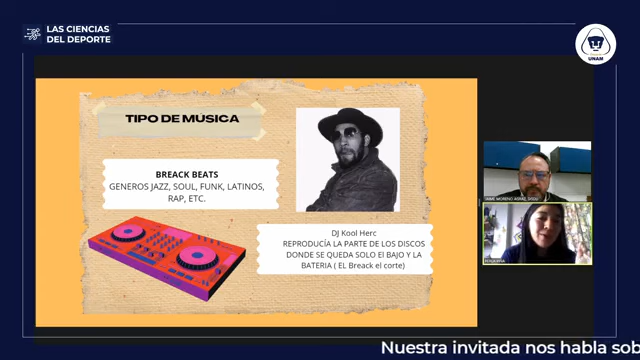 LAS CIENCIAS
DEL DEPORTE
UNAM
TIPO DE MÚSICA
BREACK BEATS
GENEROS JAZZ, SOUL, FUNK, LATINOS,
RAP, ETC.
DJ Kool Herc
REPRODUCÍA LA PARTE DE LOS DISCOS
DONDE SE QUEDA SOLO El BAJO Y LA
BATERIA ( EL Breack el corte)
Nuestra invitada nos habla sob